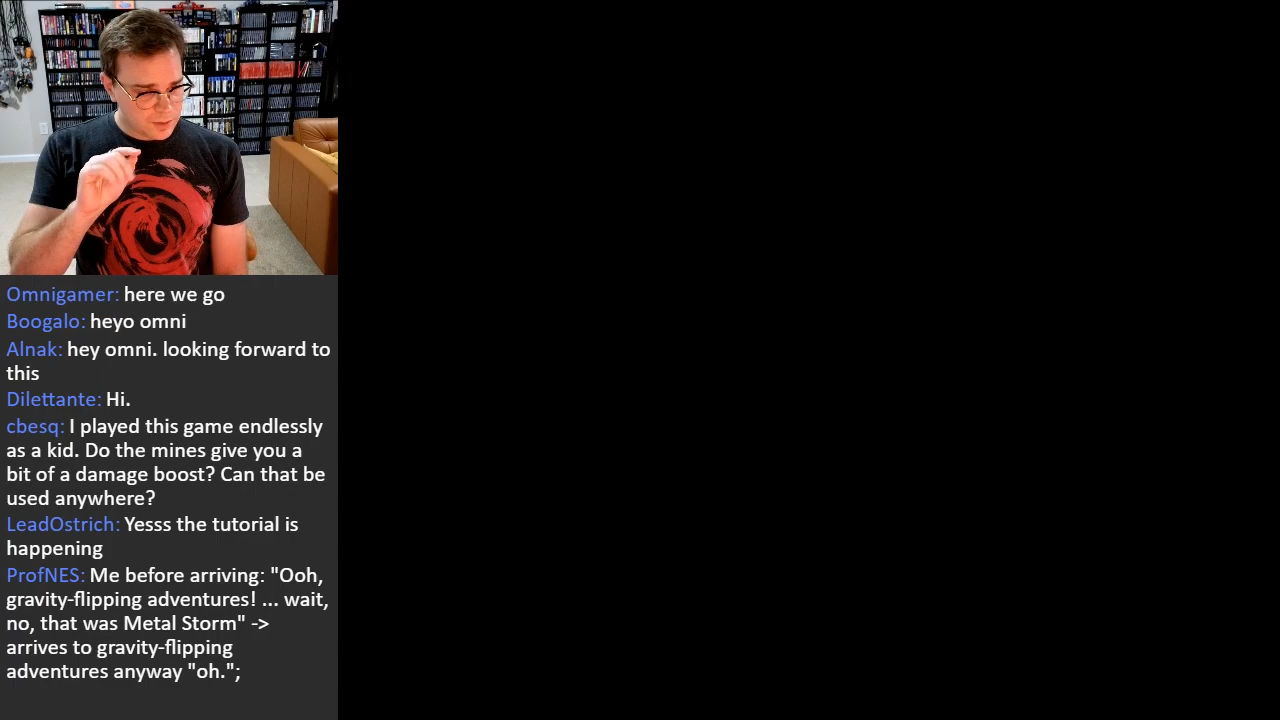 Omnigamer: here we go
Boogalo: heyo omni
Alnak: hey omni. looking forward to
this
Dilettante: Hi.
cbesq: I played this game endlessly
as a kid. Do the mines give you a
bit of a damage boost? Can that be
used anywhere?
LeadOstrich: Yesss the tutorial is
happening
ProfNES: Me before arriving: "Ooh,
gravity-flipping adventures! ... wait,
no, that was Metal Storm" ->
arrives to gravity-flipping
adventures anyway "oh.";